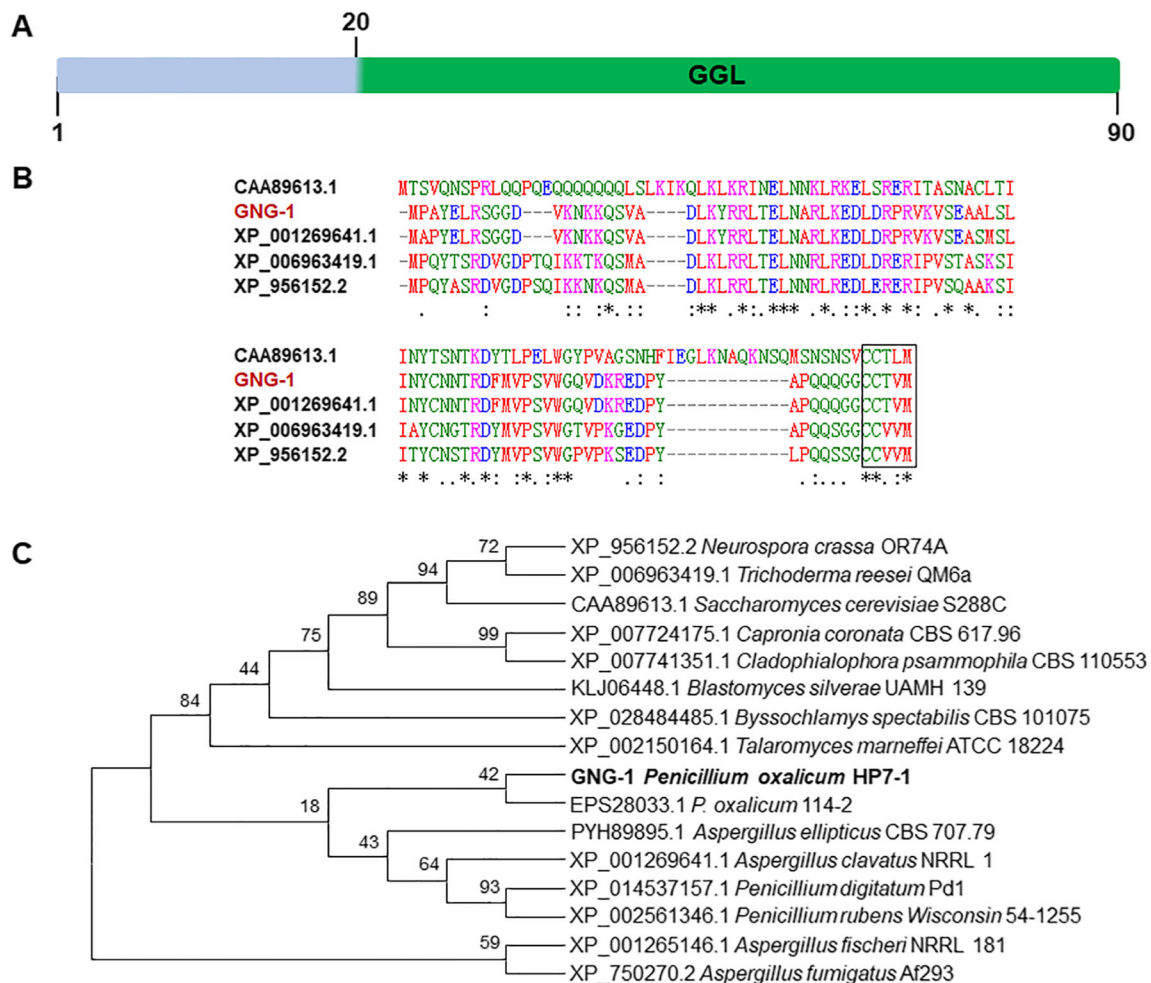 A
20
GGL
1
90
B
CAA89613.1 MTSVQNSPRLQQPQEQQQQQQQLSLKIKQLKLKRINELNNKLRKELSRERITASNACLTI
GNG-1 -MPAYELRSGGD---VKNKKQSVA----DLKYRRLTELNARLKEDLDRPRVKVSEAALSL
XP_001269641.1 -MAPYELRSGGD---VKNKKQSVA----DLKYRRLTELNARLKEDLDRPRVKVSEASMSL
XP_006963419.1 -MPQYTSRDVGDPTQIKKTKQSMA----DLKLRRLTELNNRLREDLDRERIPVSTASKSI
XP_956152.2 -MPQYASRDVGDPSQIKKNKQSMA----DLKLRRLTELNNRLREDLERERIPVSQAAKSI
. : :: :*.:: :**.*:.***.*.:*.* *: .* * ::
CAA89613.1 INYTSNTKDYTLPELWGYPVAGSNHFIEGLKNAQKNSQMSNSNSVCCTLM
GNG-1 INYCNNTRDFMVPSVWGQVDKREDPY------------APQQQGGCCTVM
XP_001269641.1 INYCNNTRDFMVPSVWGQVDKREDPY------------APQQQGGCCTVM
XP_006963419.1 IAYCNGTRDYMVPSVWGTVPKGEDPY------------APQQSGGCCVVM
XP_956152.2 ITYCNSTRDYMVPSVWGPVPKSEDPY------------LPQQSSGCCVVM
* * ..*:*: :*.:** .: : .:... **.:*
C
72 XP_956152.2 Neurospora crassa OR74A
94 XP_006963419.1 Trichoderma reesei QM6a
89 CAA89613.1 Saccharomyces cerevisiae S288C
75 99 XP_007724175.1 Capronia coronata CBS 617.96
XP_007741351.1 Cladophialophora psammophila CBS 110553
44 KLJ06448.1 Blastomyces silverae UAMH 139
84 XP_028484485.1 Byssochlamys spectabilis CBS 101075
XP_002150164.1 Talaromyces marneffei ATCC 18224
42 GNG-1 Penicillium oxalicum HP7-1
18 EPS28033.1 P. oxalicum 114-2
43 PYH89895.1 Aspergillus ellipticus CBS 707.79
64 XP_001269641.1 Aspergillus clavatus NRRL 1
93 XP_014537157.1 Penicillium digitatum Pd1
XP_002561346.1 Penicillium rubens Wisconsin 54-1255
59 XP_001265146.1 Aspergillus fischeri NRRL 181
XP_750270.2 Aspergillus fumigatus Af293